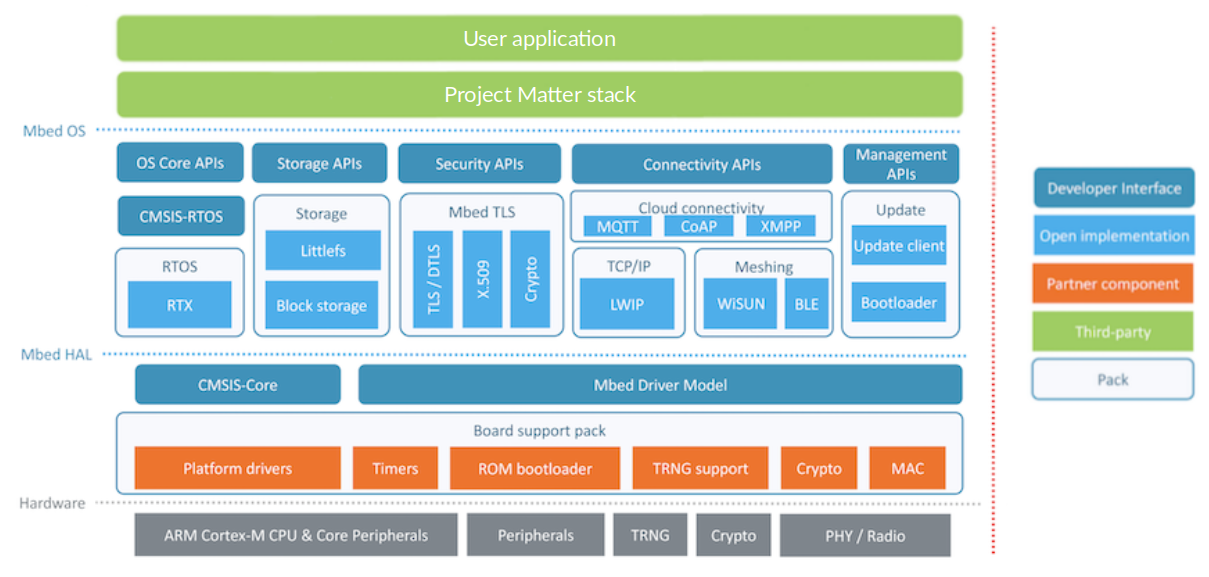 User application
Project Matter stack
Mbed OS
OS Core APIs
Storage APIs
Security APIs
Connectivity APIs
Management
APIs
CMSIS-RTOS
RTOS
RTX
Storage
Littlefs
Block storage
Mbed TLS
TLS / DTLS
X.509
Crypto
Cloud connectivity
MQTT
CoAP
XMPP
TCP/IP
LWIP
Meshing
WiSUN
BLE
Update
Update client
Bootloader
Mbed HAL
CMSIS-Core
Mbed Driver Model
Board support pack
Platform drivers
Timers
ROM bootloader
TRNG support
Crypto
MAC
Hardware
ARM Cortex-M CPU & Core Peripherals
Peripherals
TRNG
Crypto
PHY / Radio
Developer Interface
Open implementation
Partner component
Third-party
Pack